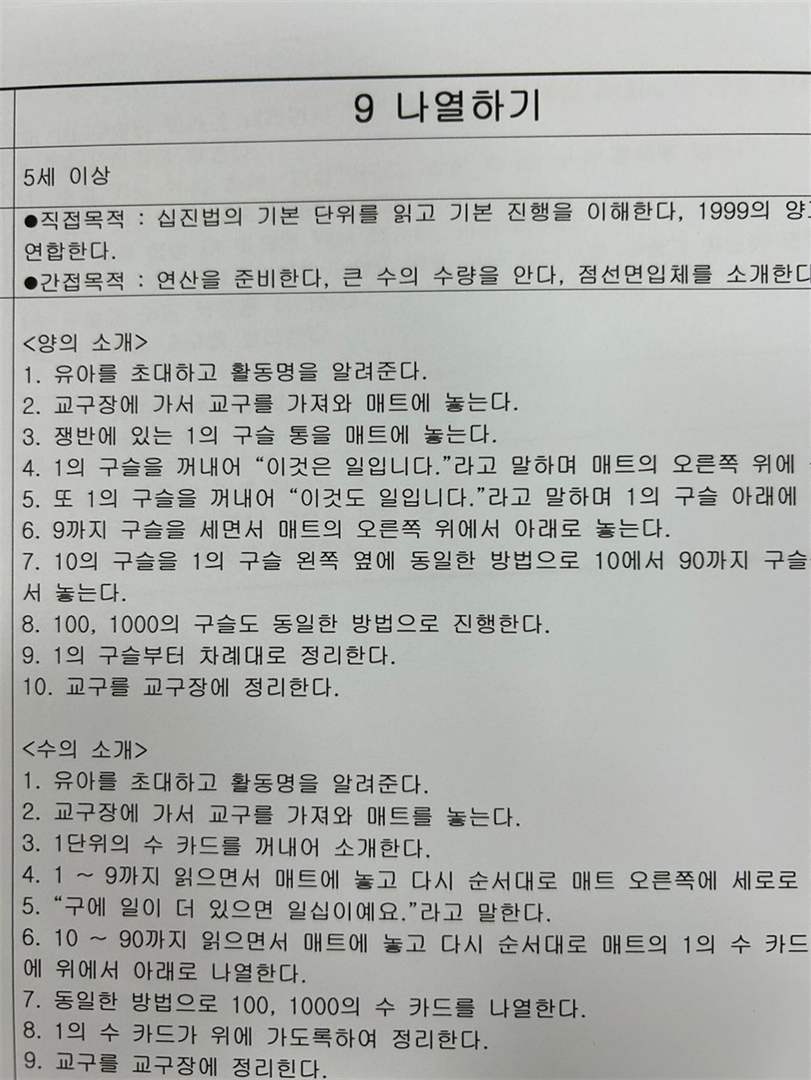 9 나열하기
5세 이상
●직접목적 : 십진법의 기본 단위를 읽고 기본 진행을 이해한다, 1999의 양
연합한다.
●간접목적 : 연산을 준비한다, 큰 수의 수량을 안다, 점선면입체를 소개한다
<양의 소개>
1. 유아를 초대하고 활동명을 알려준다.
2. 교구장에 가서 교구를 가져와 매트에 놓는다.
3. 쟁반에 있는 1의 구슬 통을 매트에 놓는다.
4. 1의 구슬을 꺼내어 “이것은 일입니다.”라고 말하며 매트의 오른쪽 위에
5. 또 1의 구슬을 꺼내어 “이것도 일입니다.”라고 말하며 1의 구슬 아래에
6. 9까지 구슬을 세면서 매트의 오른쪽 위에서 아래로 놓는다.
7. 10의 구슬을 1의 구슬 왼쪽 옆에 동일한 방법으로 10에서 90까지 구슬
서 놓는다.
8. 100, 1000의 구슬도 동일한 방법으로 진행한다.
9. 1의 구슬부터 차례대로 정리한다.
10. 교구를 교구장에 정리한다.
<수의 소개>
1. 유아를 초대하고 활동명을 알려준다.
2. 교구장에 가서 교구를 가져와 매트를 놓는다.
3. 1단위의 수 카드를 꺼내어 소개한다.
4. 1 ~ 9까지 읽으면서 매트에 놓고 다시 순서대로 매트 오른쪽에 세로로
5. “구에 일이 더 있으면 일십이예요.”라고 말한다.
6. 10 ~ 90까지 읽으면서 매트에 놓고 다시 순서대로 매트의 1의 수 카드
에 위에서 아래로 나열한다.
7. 동일한 방법으로 100, 1000의 수 카드를 나열한다.
8. 1의 수 카드가 위에 가도록하여 정리한다.
9. 교구를 교구장에 정리힌다.